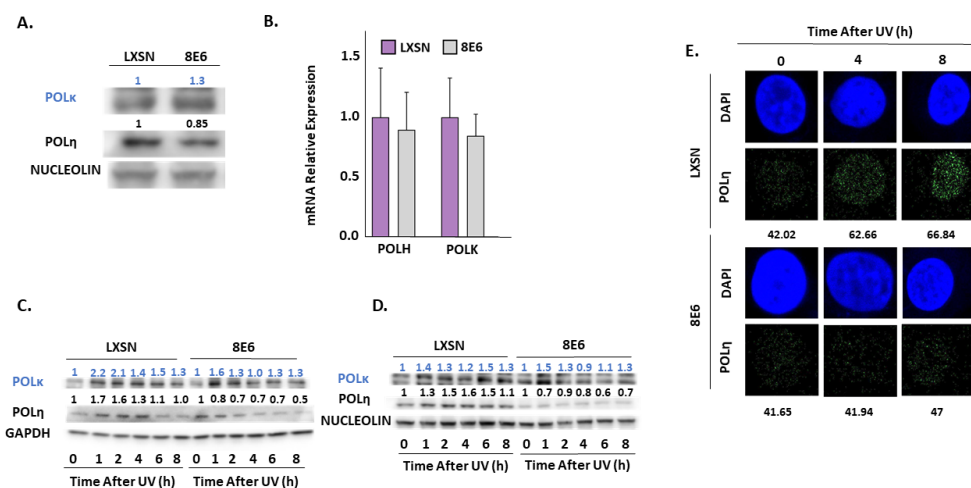 A.
LXSN 8E6
1 1.3
POLκ
1 0.85
POLη
NUCLEOLIN
B.
LXSN 8E6
mRNA Relative Expression
1.5
1.0
0.5
0.0
POLH POLK
C.
LXSN 8E6
POLκ 1 2.2 2.1 1.4 1.5 1.3 1 1.6 1.3 1.0 1.3 1.3
1 1.7 1.6 1.3 1.1 1.0 1 0.8 0.7 0.7 0.7 0.5
POLη
GAPDH
0 1 2 4 6 8 0 1 2 4 6 8
Time After UV (h) Time After UV (h)
D.
LXSN 8E6
POLκ 1 1.4 1.3 1.2 1.5 1.3 1 1.5 1.3 0.9 1.1 1.3
POLη 1 1.3 1.5 1.6 1.5 1.1 1 0.7 0.9 0.8 0.6 0.7
NUCLEOLIN
0 1 2 4 6 8 0 1 2 4 6 8
Time After UV (h) Time After UV (h)
E.
Time After UV (h)
0 4 8
LXSN
DAPI
POLη
42.02 62.66 66.84
8E6
DAPI
POLη
41.65 41.94 47